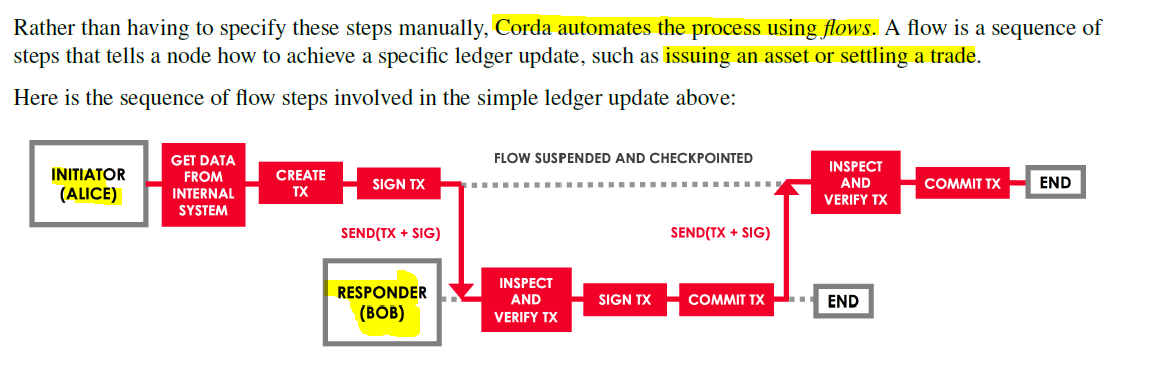 Rather than having to specify these steps manually, Corda automates the process using flows. A flow is a sequence of
steps that tells a node how to achieve a specific ledger update, such as issuing an asset or settling a trade.
Here is the sequence of flow steps involved in the simple ledger update above:
INITIATOR
(ALICE)
GET DATA
FROM
INTERNAL
SYSTEM
CREATE
TX
SIGN TX
FLOW SUSPENDED AND CHECKPOINTED
INSPECT
AND
VERIFY TX
COMMIT TX
END
SEND(TX + SIG)
SEND(TX + SIG)
RESPONDER
(BOB)
INSPECT
AND
VERIFY TX
SIGN TX
COMMIT TX
END